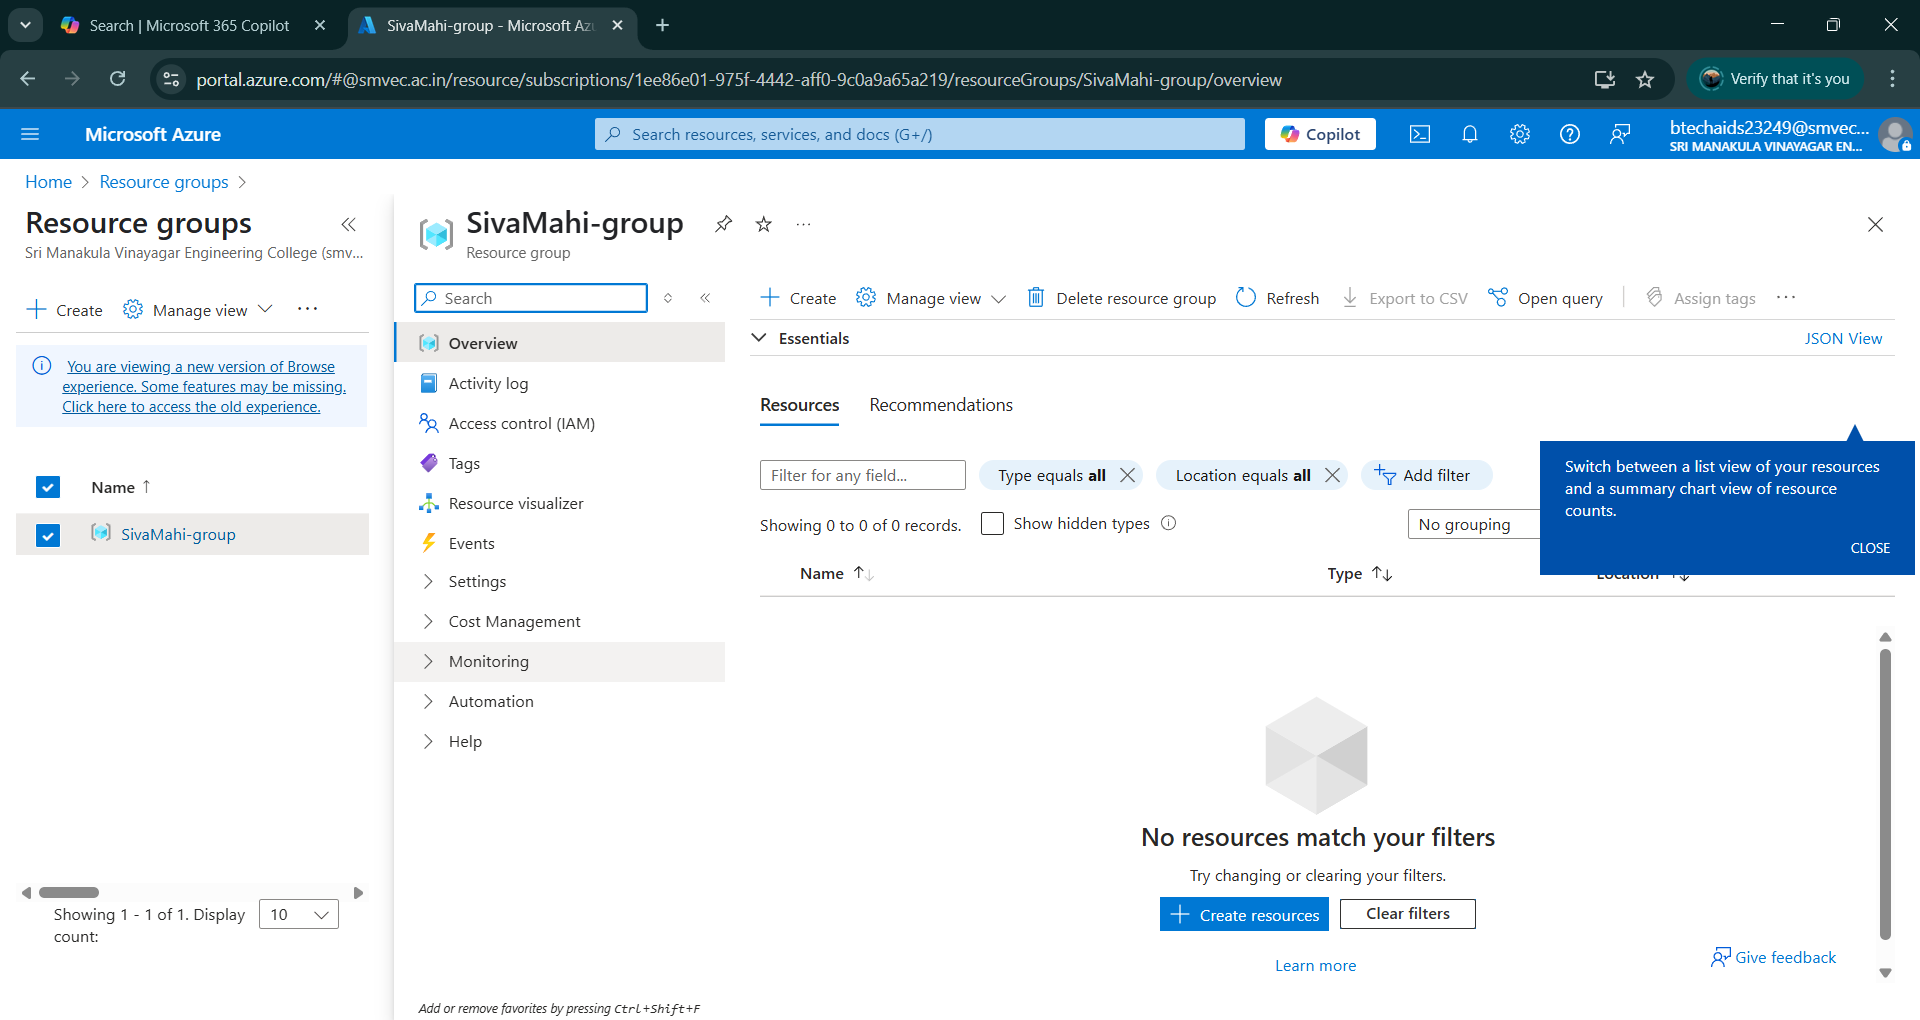 Search | Microsoft 365 Copilot
SivaMahi-group - Microsoft Azu
portal.azure.com/#@smvec.ac.in/resource/subscriptions/1ee86e01-975f-4442-aff0-9c0a9a65a219/resourceGroups/SivaMahi-group/overview
Verify that it's you
Microsoft Azure
Search resources, services, and docs (G+/)
Copilot
btechaids23249@smvec...
SRI MANAKULA VINAYAGAR EN...
Home > Resource groups >
Resource groups
Sri Manakula Vinayagar Engineering College (smv...
Create
Manage view
You are viewing a new version of Browse
experience. Some features may be missing.
Click here to access the old experience.
Name ↑
SivaMahi-group
Showing 1 - 1 of 1. Display
count:
10
SivaMahi-group
Resource group
Search
Overview
Activity log
Access control (IAM)
Tags
Resource visualizer
Events
Settings
Cost Management
Monitoring
Automation
Help
Add or remove favorites by pressing Ctrl+Shift+F
Create
Manage view
Delete resource group
Refresh
Export to CSV
Open query
Assign tags
Essentials
JSON View
Resources
Recommendations
Filter for any field...
Type equals all
Location equals all
Add filter
Showing 0 to 0 of 0 records.
Show hidden types
No grouping
Switch between a list view of your resources
and a summary chart view of resource
counts.
CLOSE
Name ↑↓
Type ↑↓
Location ↑↓
No resources match your filters
Try changing or clearing your filters.
Create resources
Clear filters
Learn more
Give feedback